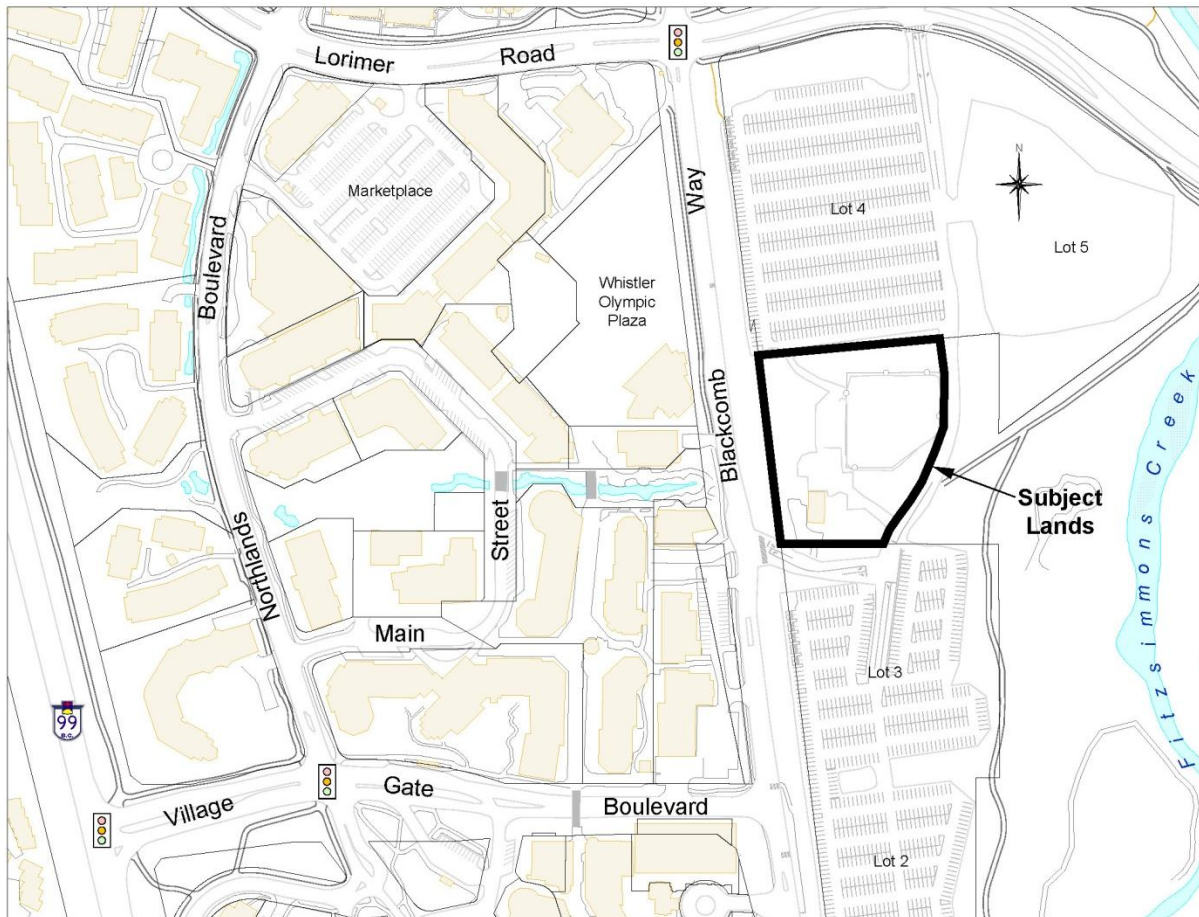 Lorimer Road
N
Marketplace
Way
Lot 4
Boulevard
Lot 5
Whistler
Olympic
Plaza
Blackcomb
Fitzsimmons Creek
Subject
Lands
Street
Northlands
Main
Lot 3
99
B.C.
Village Gate Boulevard
Lot 2